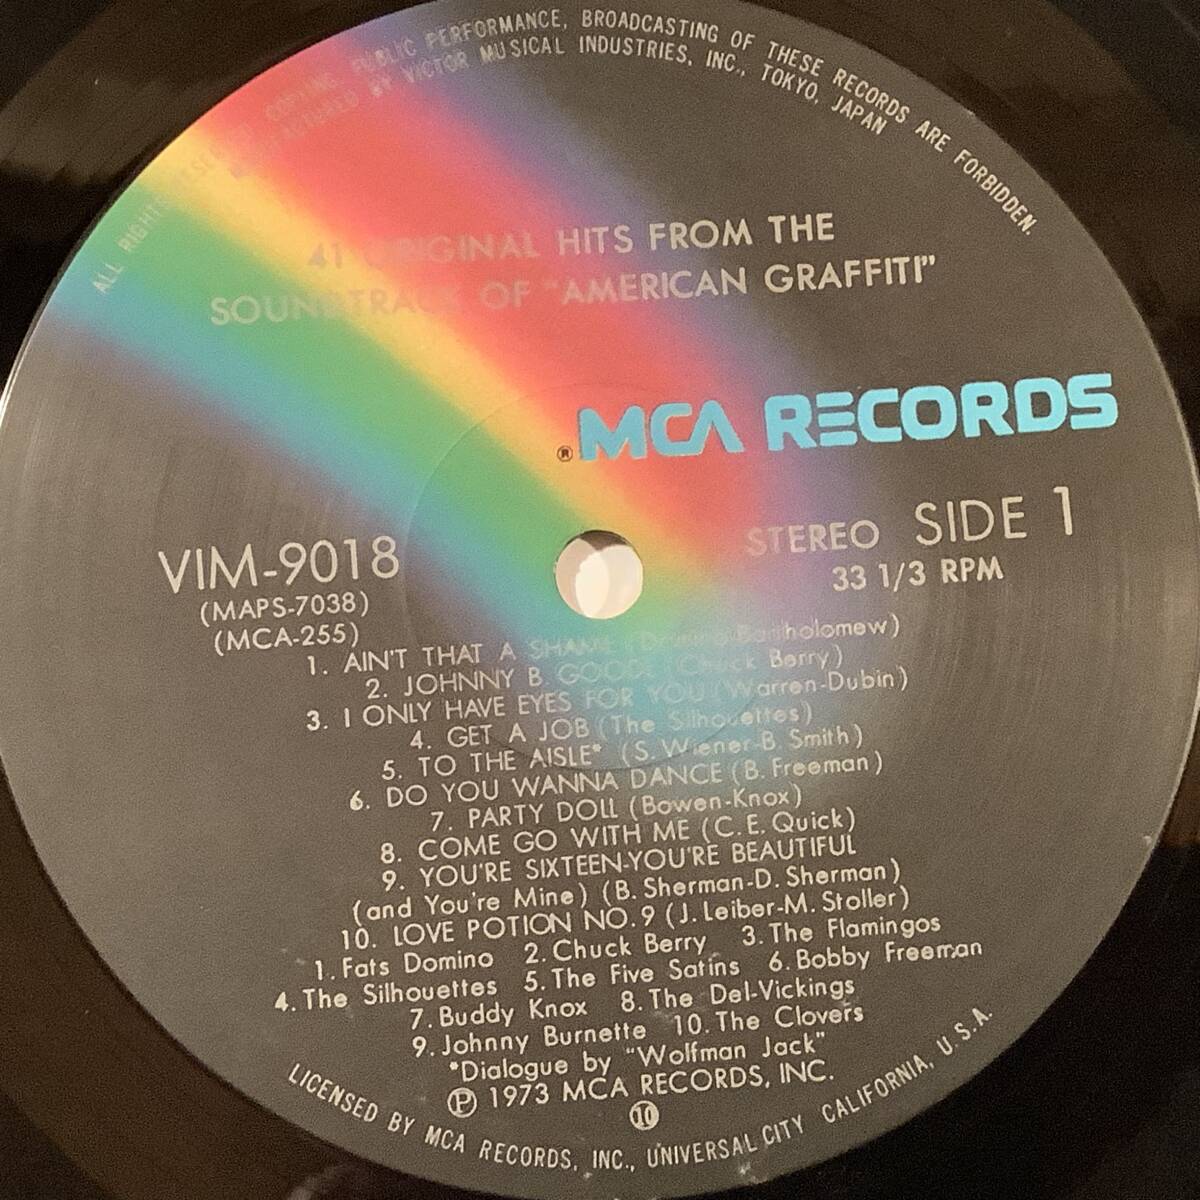 ALL RIGHTS RESERVED. COPYING, PUBLIC PERFORMANCE, BROADCASTING OF THESE RECORDS ARE FORBIDDEN.
MANUFACTURED BY VICTOR MUSICAL INDUSTRIES, INC., TOKYO, JAPAN
41 ORIGINAL HITS FROM THE
SOUNDTRACK OF "AMERICAN GRAFFITI"
® MCA RECORDS
STEREO SIDE 1
33 1/3 RPM
VIM-9018
(MAPS-7038)
(MCA-255)
1. AIN'T THAT A SHAME (Domino-Bartholomew)
2. JOHNNY B. GOODE (Chuck Berry)
3. I ONLY HAVE EYES FOR YOU (Warren-Dubin)
4. GET A JOB (The Silhouettes)
5. TO THE AISLE* (S. Wiener-B. Smith)
6. DO YOU WANNA DANCE (B. Freeman)
7. PARTY DOLL (Bowen-Knox)
8. COME GO WITH ME (C.E. Quick)
9. YOU'RE SIXTEEN-YOU'RE BEAUTIFUL
(and You're Mine) (B. Sherman-D. Sherman)
10. LOVE POTION NO. 9 (J. Leiber-M. Stoller)
1. Fats Domino 2. Chuck Berry 3. The Flamingos
4. The Silhouettes 5. The Five Satins 6. Bobby Freeman
7. Buddy Knox 8. The Del-Vickings
9. Johnny Burnette 10. The Clovers
*Dialogue by "Wolfman Jack"
Ⓟ 1973 MCA RECORDS, INC.
⑩
LICENSED BY MCA RECORDS, INC., UNIVERSAL CITY CALIFORNIA, U.S.A.